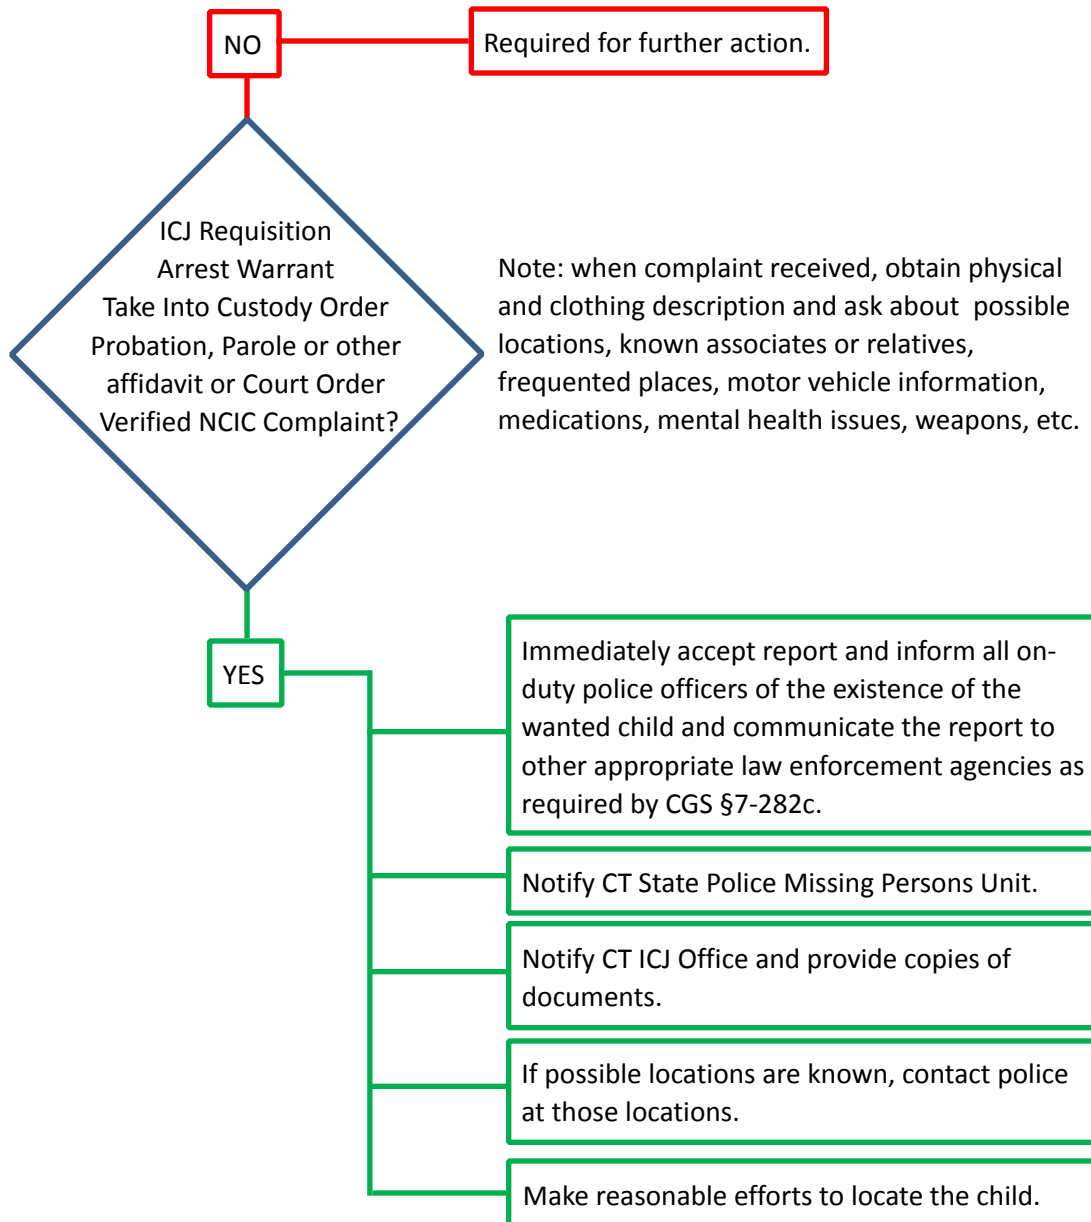 NO
Required for further action.
ICJ Requisition
Arrest Warrant
Take Into Custody Order
Probation, Parole or other
affidavit or Court Order
Verified NCIC Complaint?
Note: when complaint received, obtain physical
and clothing description and ask about possible
locations, known associates or relatives,
frequented places, motor vehicle information,
medications, mental health issues, weapons, etc.
YES
Immediately accept report and inform all on-
duty police officers of the existence of the
wanted child and communicate the report to
other appropriate law enforcement agencies as
required by CGS §7-282c.
Notify CT State Police Missing Persons Unit.
Notify CT ICJ Office and provide copies of
documents.
If possible locations are known, contact police
at those locations.
Make reasonable efforts to locate the child.